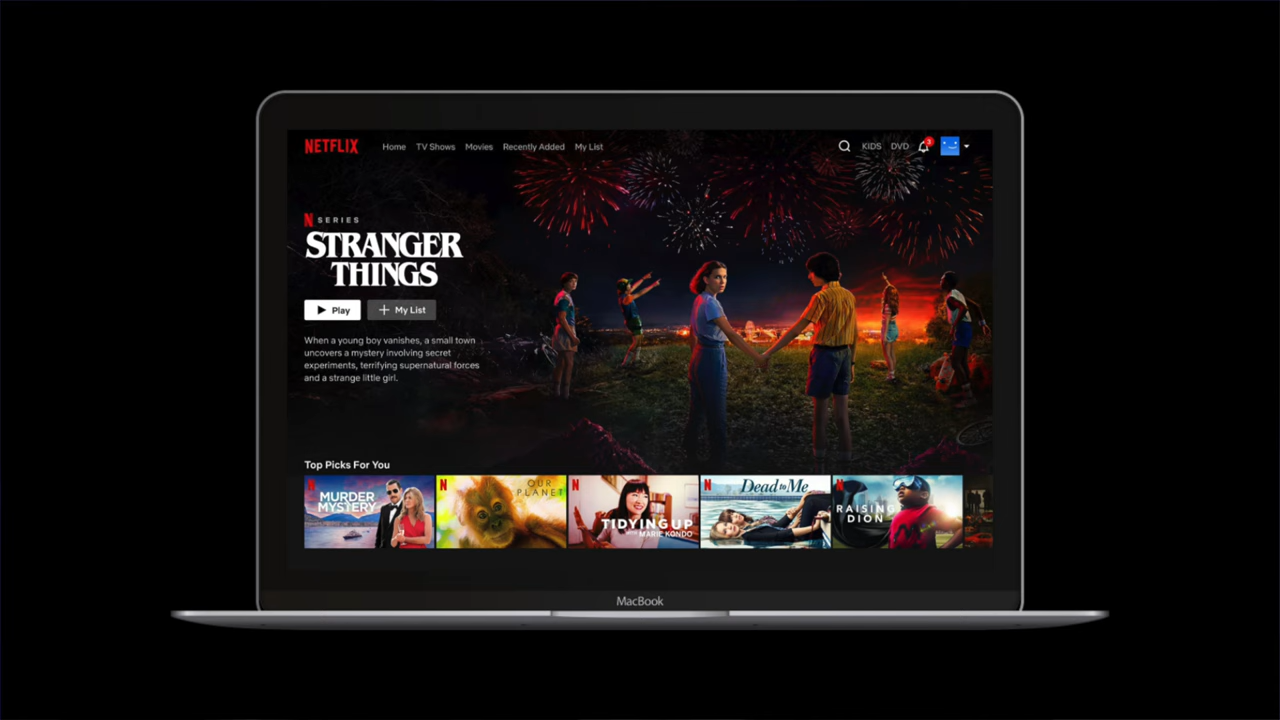 NETFLIX
Home TV Shows Movies Recently Added My List
KIDS DVD 3
N SERIES
STRANGER
THINGS
Play + My List
When a young boy vanishes, a small town
uncovers a mystery involving secret
experiments, terrifying supernatural forces
and a strange little girl.
Top Picks For You
N MURDER
MYSTERY
N OUR
PLANET
N TIDYING UP
WITH MARIE KONDO
N Dead to Me
N RAISING
DION
MacBook